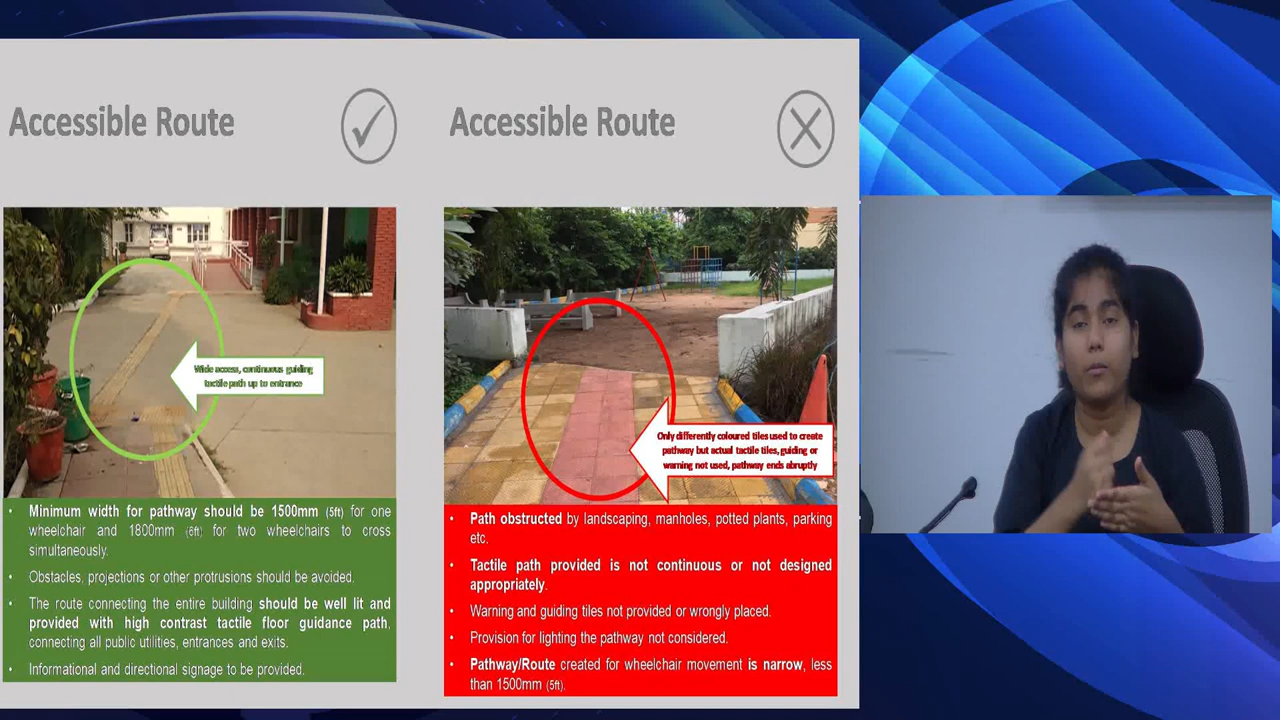 Accessible Route
Wide access, continuous guiding
tactile path up to entrance
• Minimum width for pathway should be 1500mm (5ft) for one
wheelchair and 1800mm (6ft) for two wheelchairs to cross
simultaneously.
• Obstacles, projections or other protrusions should be avoided.
• The route connecting the entire building should be well lit and
provided with high contrast tactile floor guidance path,
connecting all public utilities, entrances and exits.
• Informational and directional signage to be provided.
Accessible Route
Only differently coloured tiles used to create
pathway but actual tactile tiles, guiding or
warning not used, pathway ends abruptly
• Path obstructed by landscaping, manholes, potted plants, parking
etc.
• Tactile path provided is not continuous or not designed
appropriately.
• Warning and guiding tiles not provided or wrongly placed.
• Provision for lighting the pathway not considered.
• Pathway/Route created for wheelchair movement is narrow, less
than 1500mm (5ft).